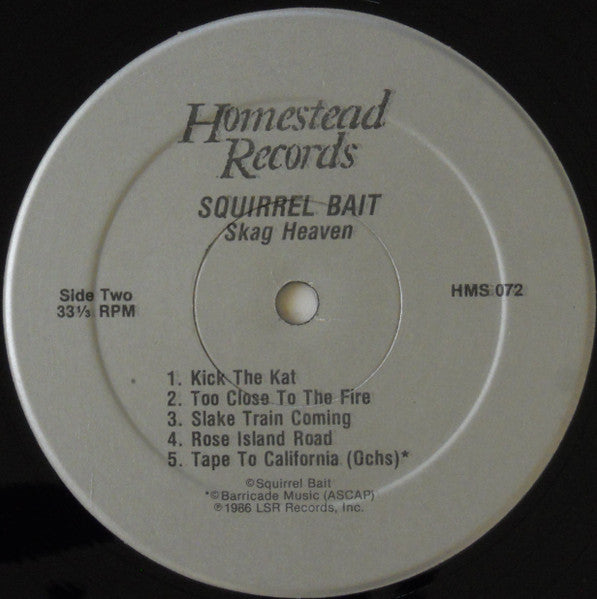 Homestead
Records
SQUIRREL BAIT
Skag Heaven
Side Two
33⅓ RPM
HMS 072
1. Kick The Kat
2. Too Close To The Fire
3. Slake Train Coming
4. Rose Island Road
5. Tape To California (Ochs)*
©Squirrel Bait
*©Barricade Music (ASCAP)
℗1986 LSR Records, Inc.